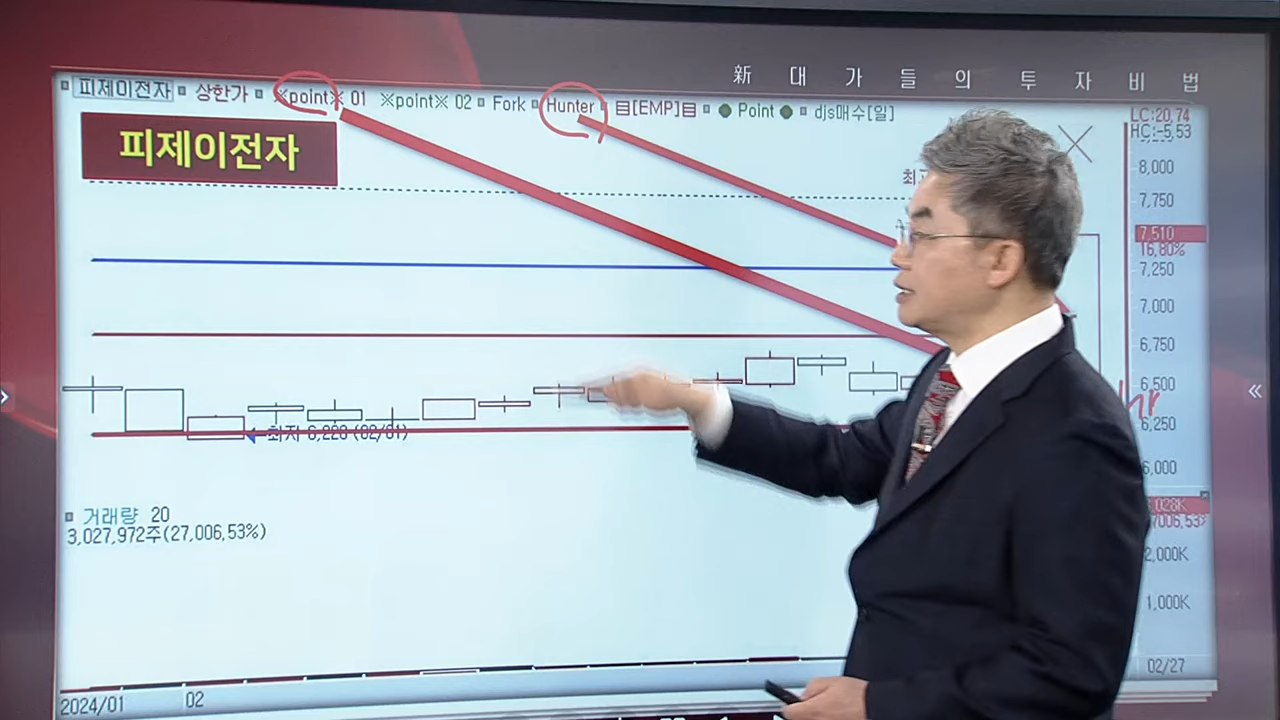 新 대 가 들 의 투 자 비 법
피제이전자 상한가 ※point※ 01 ※point※ 02 Fork Hunter 目[EMP]目 ● Point ● djs매수[일]
피제이전자
LC:20,74
HC:-5,53
8,000
7,750
7,510
16,80%
7,250
7,000
6,750
6,500
6,250
6,000
최저 6,220 (02/01)
거래량 20
3,027,972주(27,006,53%)
2,000K
1,000K
2024/01 02 02/27